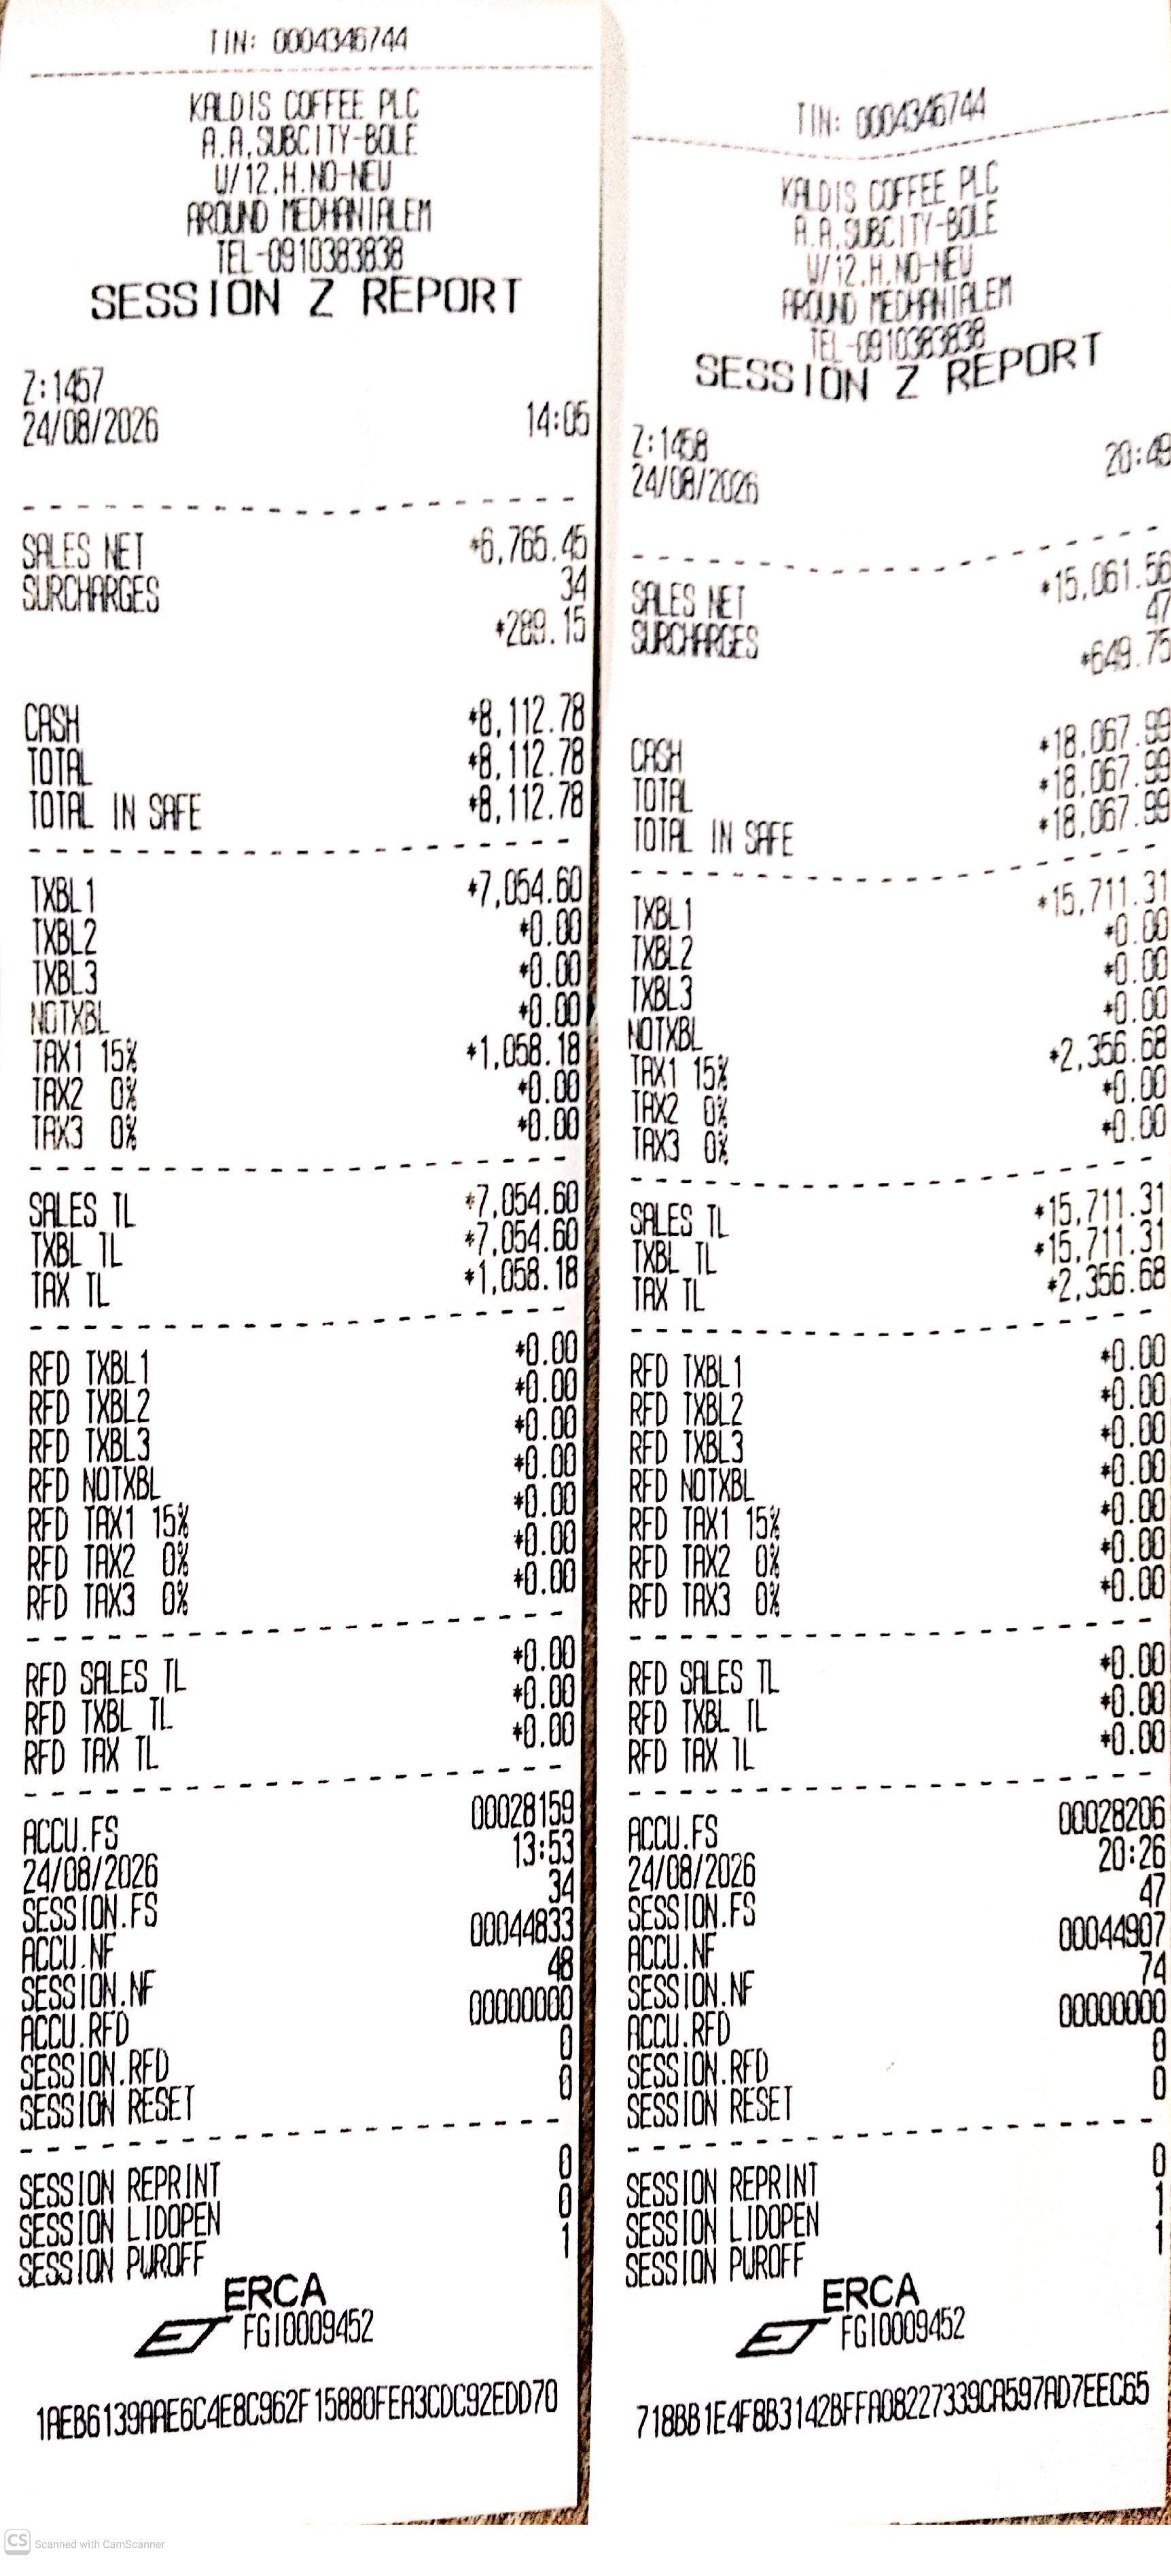 TIN: 0004346744
KALDIS COFFEE PLC
A.A.SUBCITY-BOLE
W/12.H.NO-NEW
AROUND MEDHANIALEM
TEL-0910383838
SESSION Z REPORT
Z:1457
24/08/2026 14:05
SALES NET *6,765.45
SURCHARGES 34
*289.15
CASH *8,112.78
TOTAL *8,112.78
TOTAL IN SAFE *8,112.78
TXBL1 *7,054.60
TXBL2 *0.00
TXBL3 *0.00
NOTXBL *0.00
TAX1 15% *1,058.18
TAX2 0% *0.00
TAX3 0% *0.00
SALES TL *7,054.60
TXBL TL *7,054.60
TAX TL *1,058.18
RFD TXBL1 *0.00
RFD TXBL2 *0.00
RFD TXBL3 *0.00
RFD NOTXBL *0.00
RFD TAX1 15% *0.00
RFD TAX2 0% *0.00
RFD TAX3 0% *0.00
RFD SALES TL *0.00
RFD TXBL TL *0.00
RFD TAX TL *0.00
ACCU.FS 00028159
24/08/2026 13:53
SESSION.FS 34
ACCU.NF 00044833
SESSION.NF 48
ACCU.RFD 00000000
SESSION.RFD 0
SESSION RESET 0
SESSION REPRINT 0
SESSION LIDOPEN 0
SESSION PWROFF 1
ERCA
ET FGI0009452
1AEB6139AAE6C4E8C962F15880FEA3CDC92EDD70
TIN: 0004346744
KALDIS COFFEE PLC
A.A.SUBCITY-BOLE
W/12.H.NO-NEW
AROUND MEDHANIALEM
TEL-0910383838
SESSION Z REPORT
Z:1458
24/08/2026 20:49
SALES NET *15,061.56
SURCHARGES 47
*649.75
CASH *18,067.99
TOTAL *18,067.99
TOTAL IN SAFE *18,067.99
TXBL1 *15,711.31
TXBL2 *0.00
TXBL3 *0.00
NOTXBL *0.00
TAX1 15% *2,356.68
TAX2 0% *0.00
TAX3 0% *0.00
SALES TL *15,711.31
TXBL TL *15,711.31
TAX TL *2,356.68
RFD TXBL1 *0.00
RFD TXBL2 *0.00
RFD TXBL3 *0.00
RFD NOTXBL *0.00
RFD TAX1 15% *0.00
RFD TAX2 0% *0.00
RFD TAX3 0% *0.00
RFD SALES TL *0.00
RFD TXBL TL *0.00
RFD TAX TL *0.00
ACCU.FS 00028206
24/08/2026 20:26
SESSION.FS 47
ACCU.NF 00044907
SESSION.NF 74
ACCU.RFD 00000000
SESSION.RFD 0
SESSION RESET 0
SESSION REPRINT 0
SESSION LIDOPEN 1
SESSION PWROFF 1
ERCA
ET FGI0009452
718BB1E4F8B3142BFFA08227339CA597AD7EEC65
CS Scanned with CamScanner